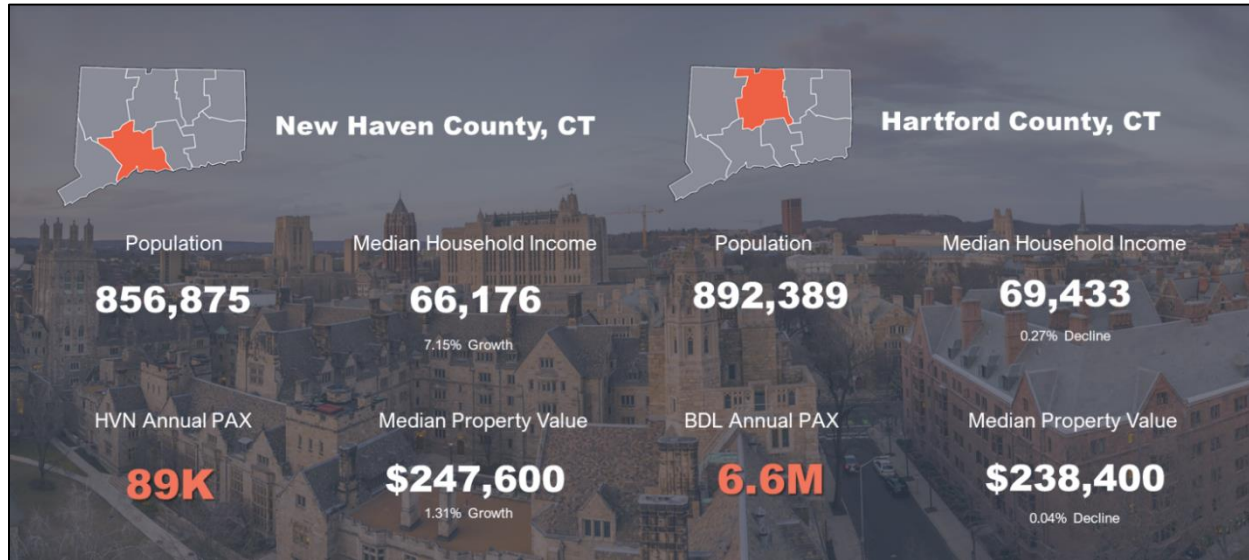 New Haven County, CT
Population
Median Household Income
856,875
66,176
7.15% Growth
HVN Annual PAX
Median Property Value
89K
$247,600
1.31% Growth
Hartford County, CT
Population
Median Household Income
892,389
69,433
0.27% Decline
BDL Annual PAX
Median Property Value
6.6M
$238,400
0.04% Decline